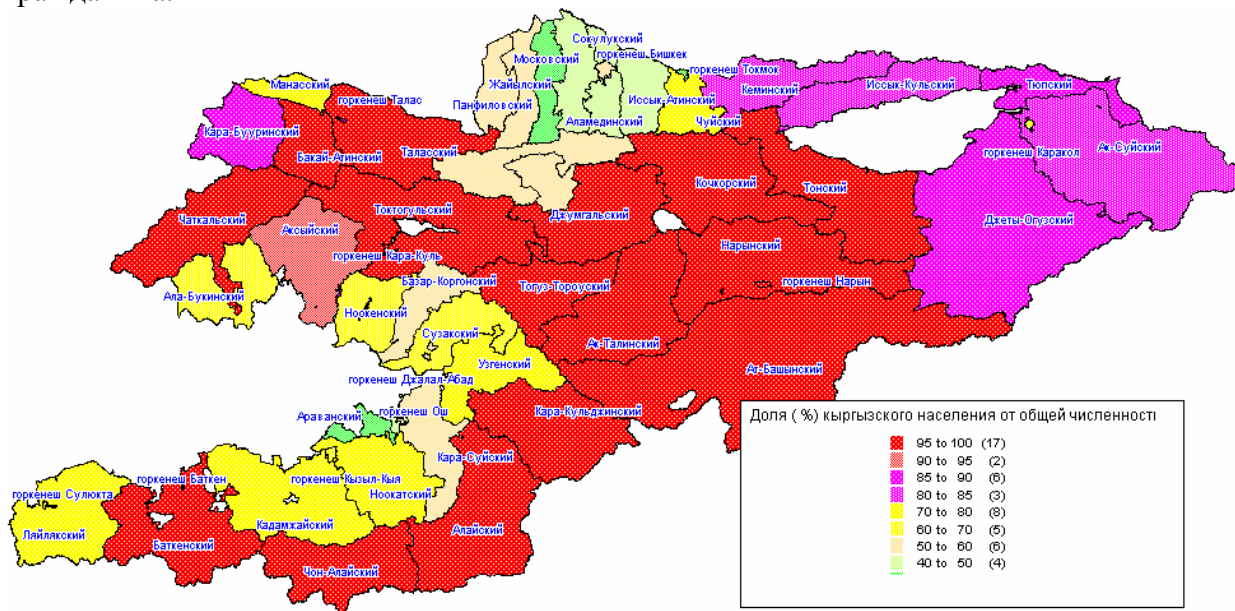 Сокулукский
Московский
горкенеш Бишкек
горкенеш Токмок
Манасский
Жайылский
Кеминский
Иссык-Кульский
Тюпский
горкенеш Талас
Панфиловский
Иссык-Агинский
Аламединский
Чуйский
Кара-Бууринский
Ак-Суйский
Таласский
горкенеш Каракол
Бакай-Агинский
Кочкорский
Тонский
Токтогульский
Джумгальский
Чаткальский
Аксыйский
Джеты-Огузский
Нарынский
горкенеш Кара-Куль
Базар-Коргонский
Тогуз-Тороуский
горкенеш Нарын
Ала-Букинский
Ноокенский
Сузакский
Ак-Талинский
Узгенский
Ат-Башынский
горкенеш Джалал-Абад
Араванский
горкенеш Ош
Кара-Кульджинский
Кара-Суйский
горкенеш Баткен
горкенеш Кызыл-Кыя
горкенеш Сулюкта
Ноокатский
Кадамжайский
Алайский
Ляйлякский
Баткенский
Чон-Алайский
Доля ( %) кыргызского населения от общей численност
95 to 100 (17)
90 to 95 (2)
85 to 90 (6)
80 to 85 (3)
70 to 80 (8)
60 to 70 (5)
50 to 60 (6)
40 to 50 (4)